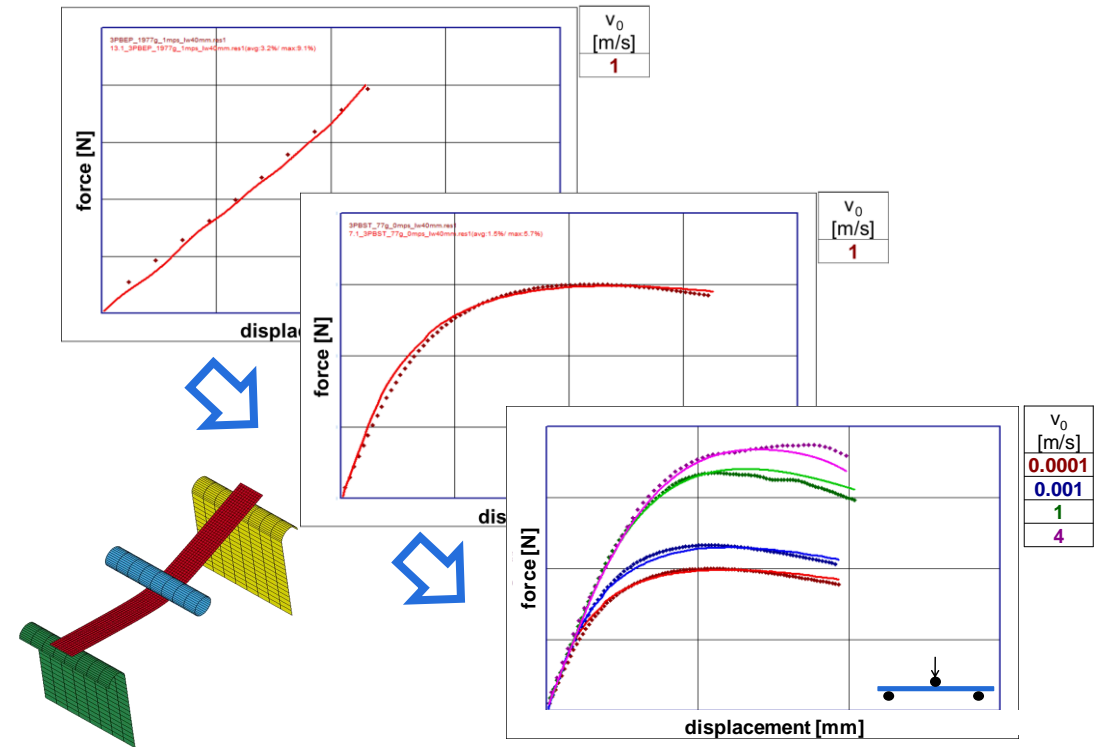 3PBEP_1977g_1mps_lw40mm.res1
13.1_3PBEP_1977g_1mps_lw40mm.res1(avg:3.2%/ max:9.1%)
force [N]
displa
v0
[m/s]
1
3PBST_77g_0mps_lw40mm.res1
7.1_3PBST_77g_0mps_lw40mm.res1(avg:1.5%/ max:5.7%)
force [N]
dis
v0
[m/s]
1
force [N]
displacement [mm]
v0
[m/s]
0.0001
0.001
1
4